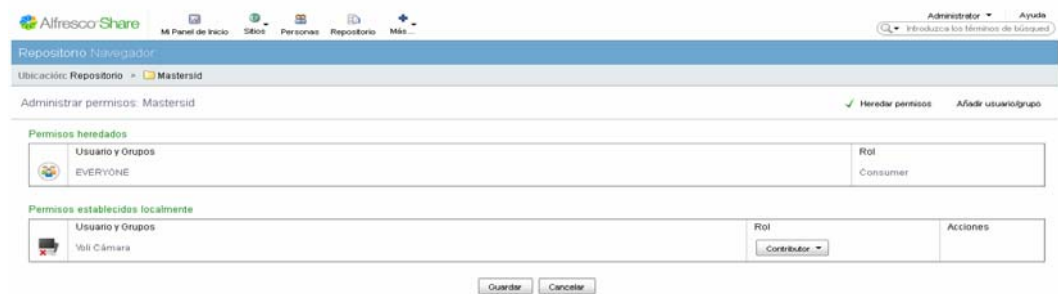 Alfresco Share
Mi Panel de Inicio Sitios Personas Repositorio Más...
Administrator Ayuda
Introduzca los términos de búsqued
Repositorio Navegador
Ubicación: Repositorio > Mastersid
Administrar permisos: Mastersid
Heredar permisos Añadir usuario/grupo
Permisos heredados
Usuario y Grupos Rol
EVERYONE Consumer
Permisos establecidos localmente
Usuario y Grupos Rol Acciones
Yoli Cámara Contributor
Guardar Cancelar